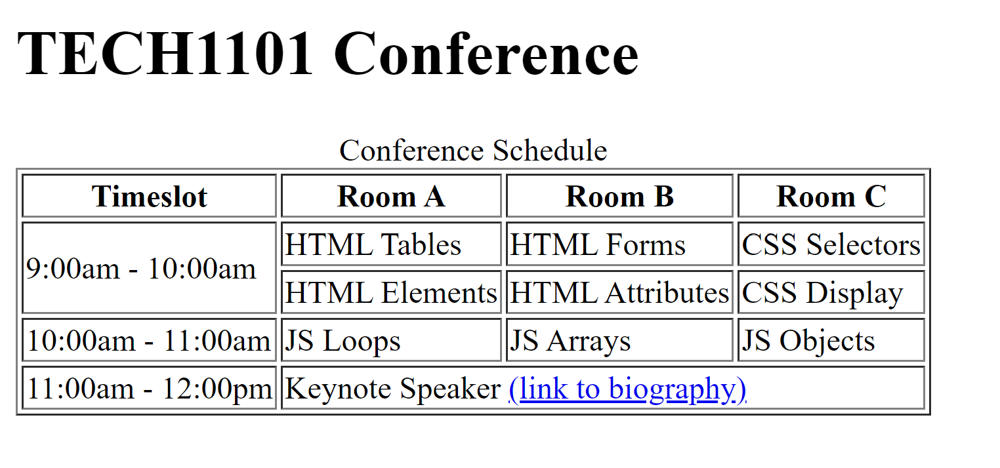 TECH1101 Conference
Conference Schedule
Timeslot Room A Room B Room C
9:00am - 10:00am HTML Tables HTML Forms CSS Selectors
HTML Elements HTML Attributes CSS Display
10:00am - 11:00am JS Loops JS Arrays JS Objects
11:00am - 12:00pm Keynote Speaker (link to biography)